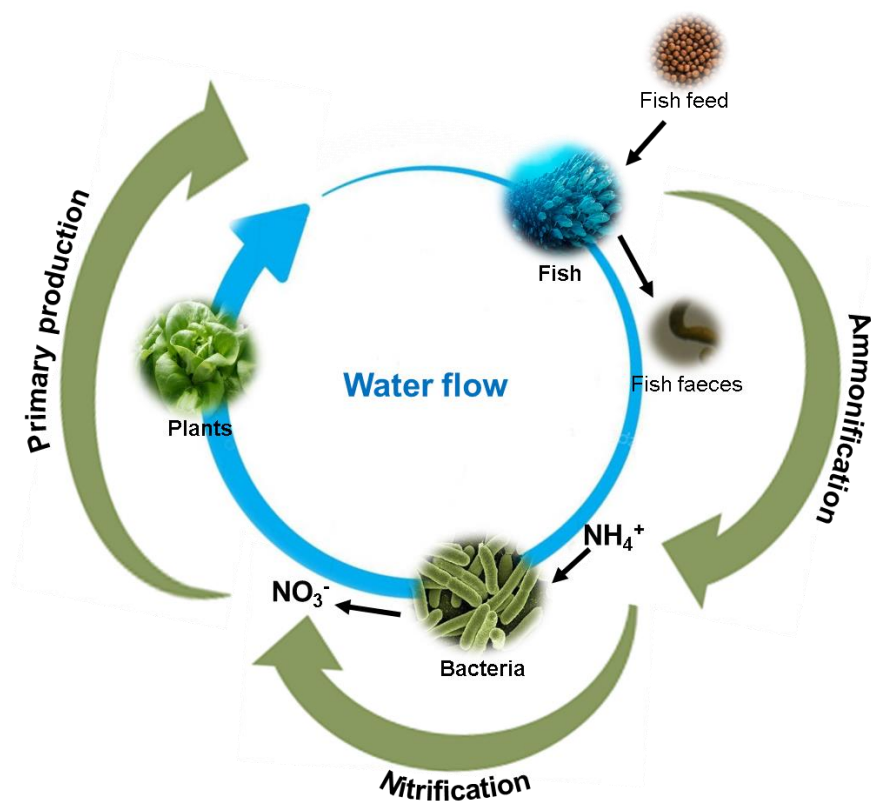 Fish feed
Fish
Fish faeces
Ammonification
Water flow
Primary production
Plants
NH₄⁺
NO₃⁻
Bacteria
Nitrification